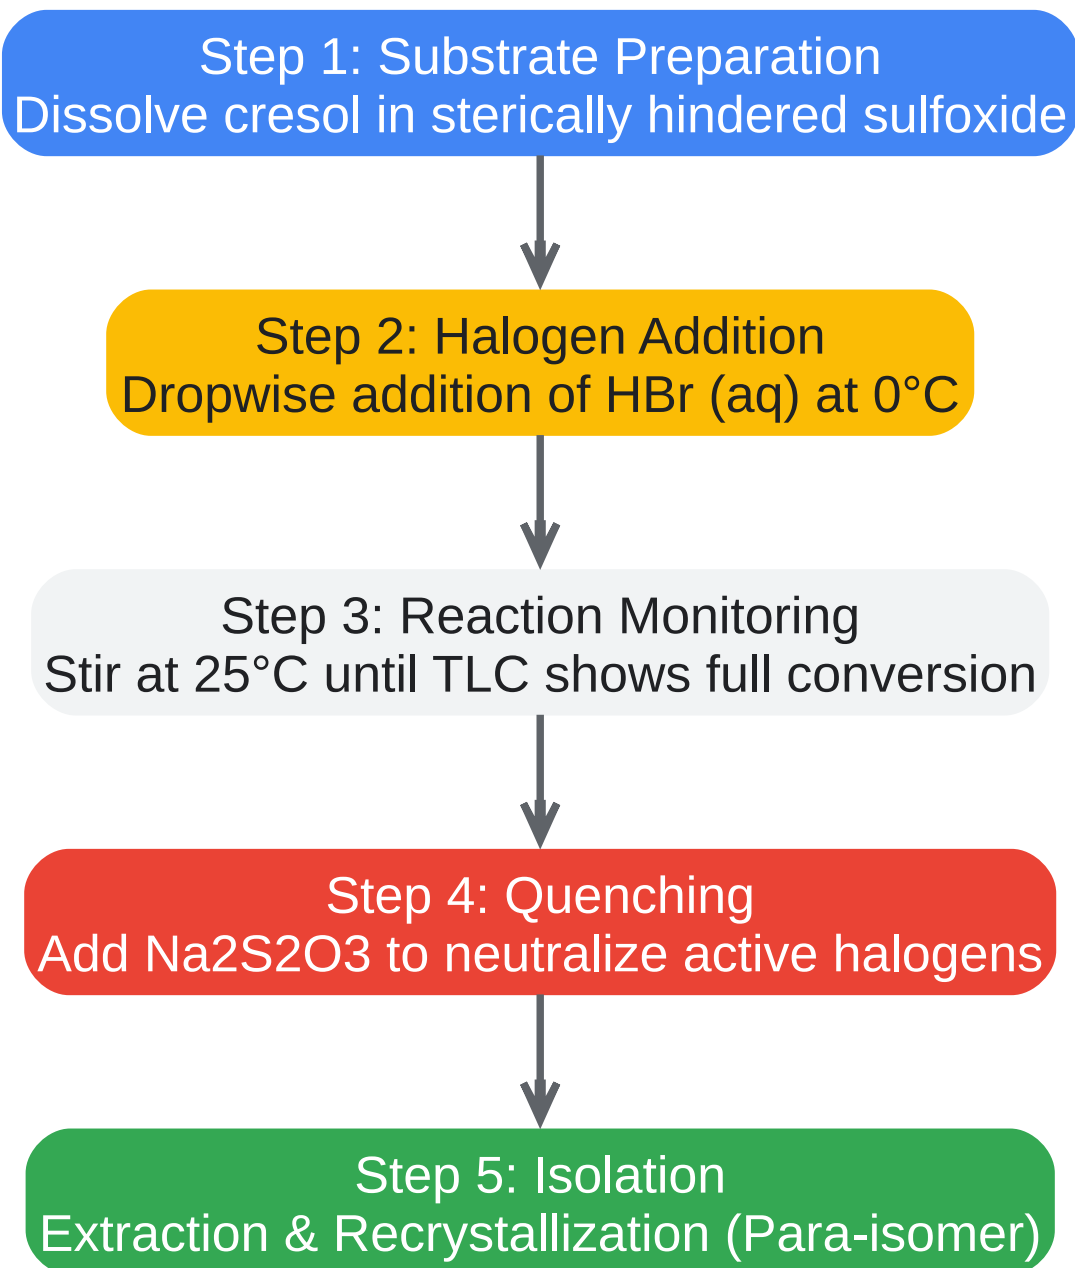 Step 1: Substrate Preparation
Dissolve cresol in sterically hindered sulfoxide
Step 2: Halogen Addition
Dropwise addition of HBr (aq) at 0°C
Step 3: Reaction Monitoring
Stir at 25°C until TLC shows full conversion
Step 4: Quenching
Add Na2S2O3 to neutralize active halogens
Step 5: Isolation
Extraction & Recrystallization (Para-isomer)